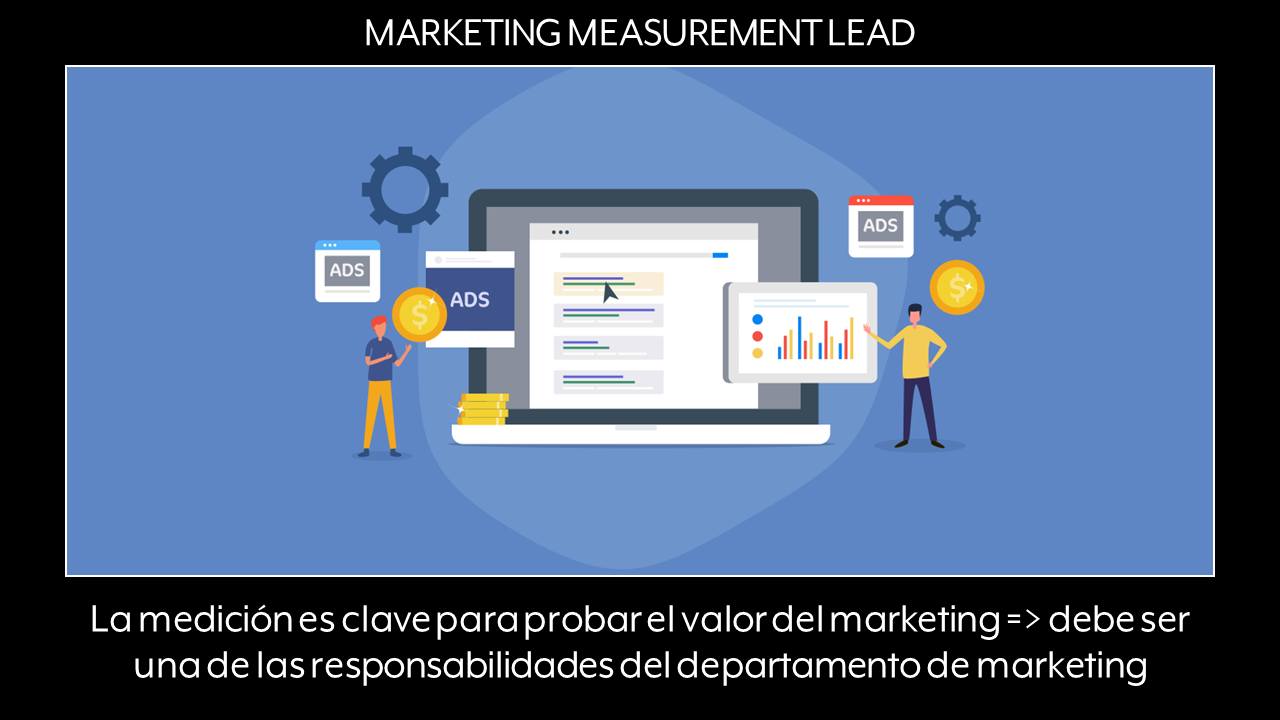 MARKETING MEASUREMENT LEAD
ADS
ADS
ADS
$
$
La medición es clave para probar el valor del marketing => debe ser
una de las responsabilidades del departamento de marketing